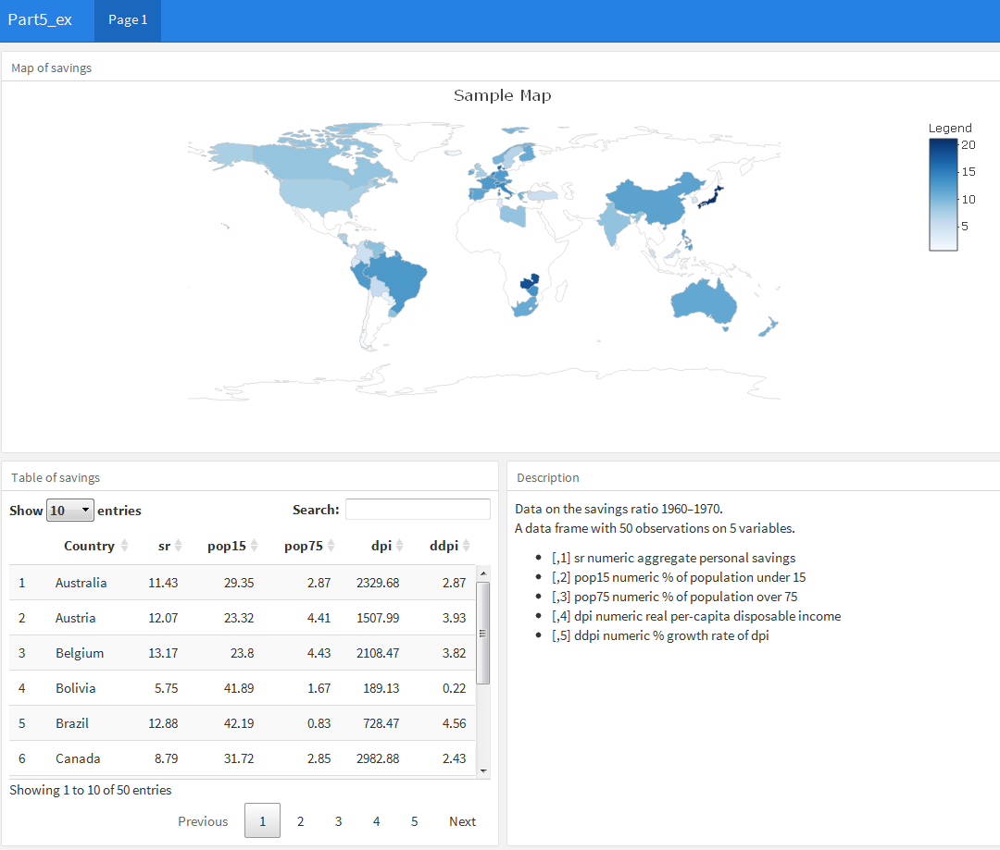 Part5_ex Page 1
Map of savings
Sample Map
Legend
20
15
10
5
Table of savings
Show 10 entries Search:
Country sr pop15 pop75 dpi ddpi
1 Australia 11.43 29.35 2.87 2329.68 2.87
2 Austria 12.07 23.32 4.41 1507.99 3.93
3 Belgium 13.17 23.8 4.43 2108.47 3.82
4 Bolivia 5.75 41.89 1.67 189.13 0.22
5 Brazil 12.88 42.19 0.83 728.47 4.56
6 Canada 8.79 31.72 2.85 2982.88 2.43
Showing 1 to 10 of 50 entries
Previous 1 2 3 4 5 Next
Description
Data on the savings ratio 1960–1970.
A data frame with 50 observations on 5 variables.
• [,1] sr numeric aggregate personal savings
• [,2] pop15 numeric % of population under 15
• [,3] pop75 numeric % of population over 75
• [,4] dpi numeric real per-capita disposable income
• [,5] ddpi numeric % growth rate of dpi